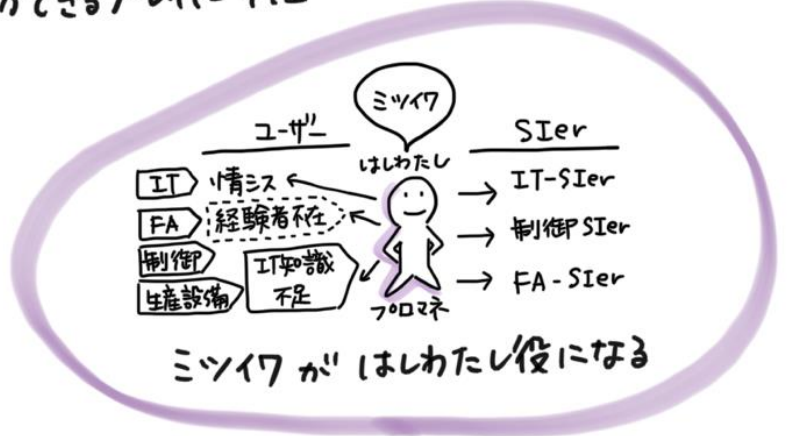 ミツイワ
ユーザー
SIer
はしわたし
IT 情シス
IT-SIer
FA 経験者不在
制御SIer
制御
IT知識
不足
生産設備
FA-SIer
プロマネ
ミツイワがはしわたし役になる